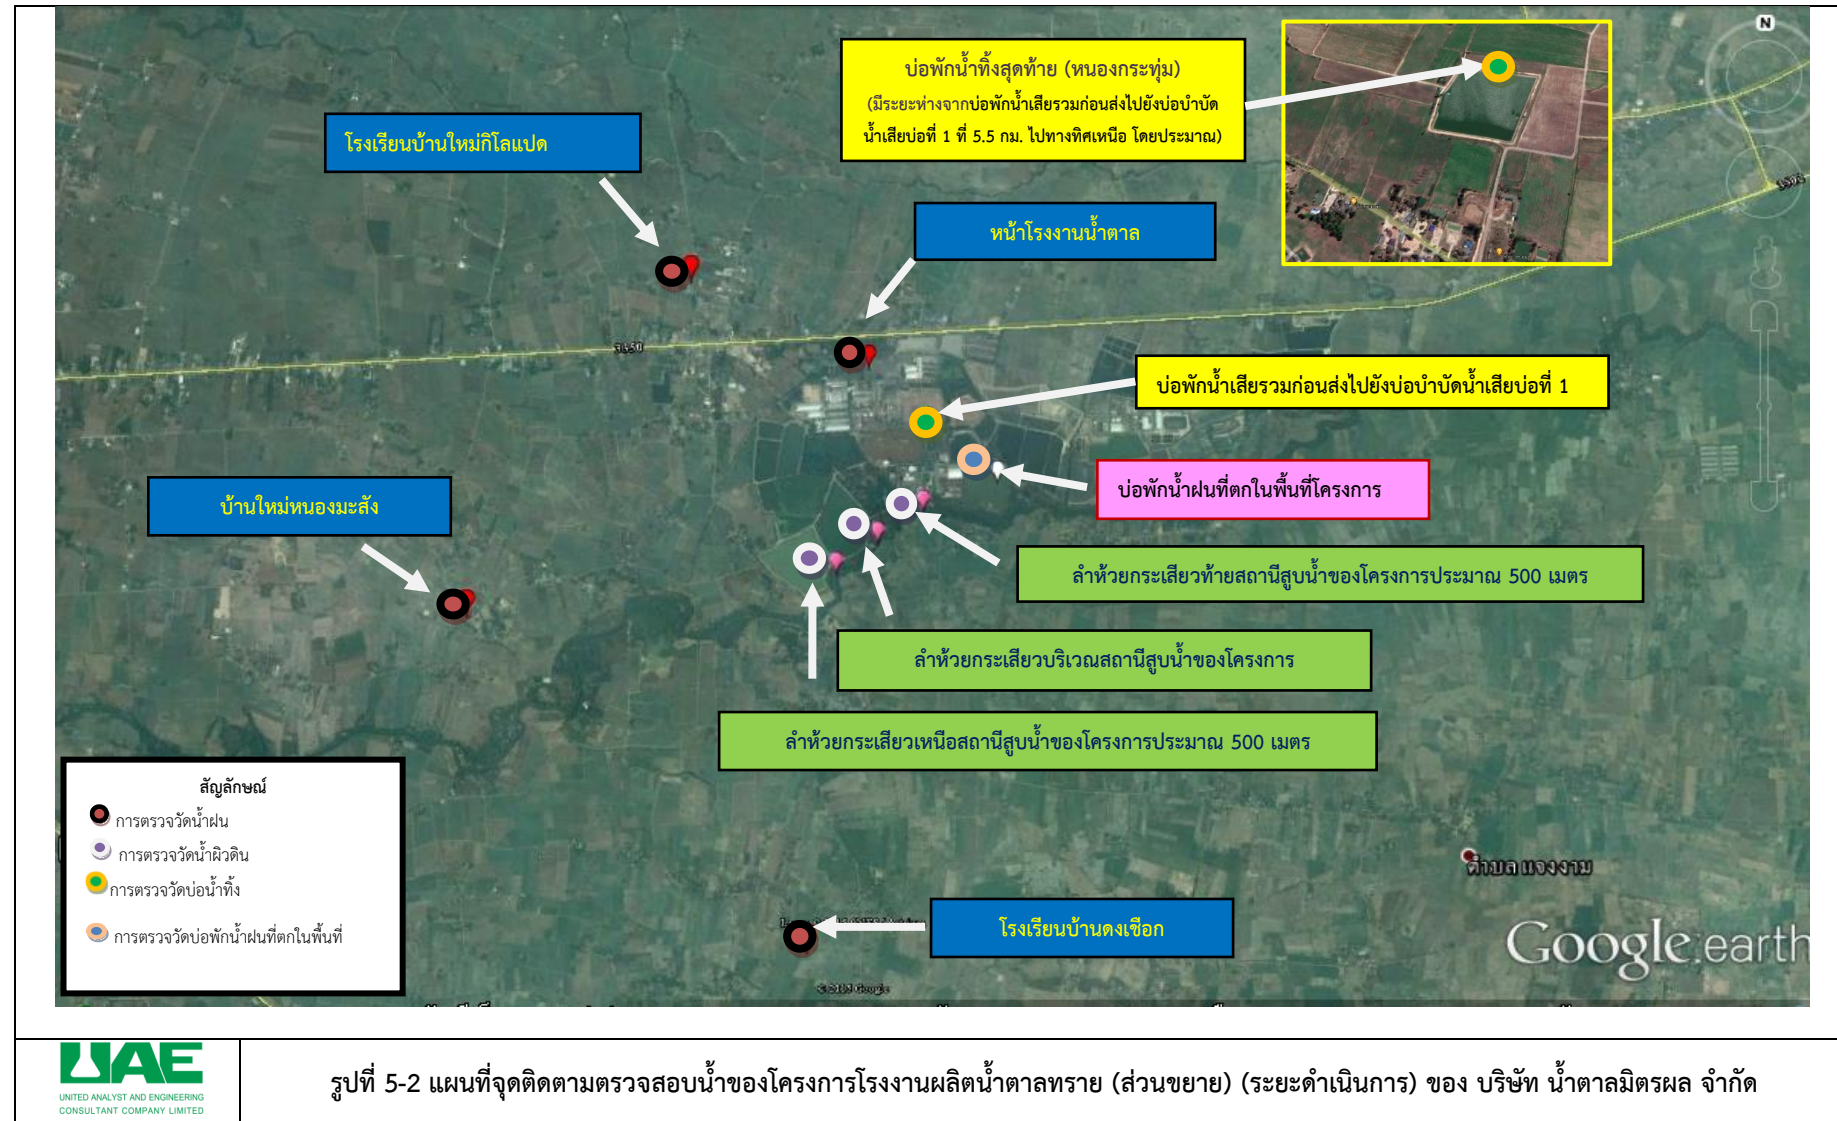 N
บ่อพักน้ำทิ้งสุดท้าย (หนองกระทุ่ม)
(มีระยะห่างจากบ่อพักน้ำเสียรวมก่อนส่งไปยังบ่อบำบัด
น้ำเสียบ่อที่ 1 ที่ 5.5 กม. ไปทางทิศเหนือ โดยประมาณ)
โรงเรียนบ้านใหม่กิโลแปด
หน้าโรงงานน้ำตาล
3350
บ่อพักน้ำเสียรวมก่อนส่งไปยังบ่อบำบัดน้ำเสียบ่อที่ 1
บ่อพักน้ำฝนที่ตกในพื้นที่โครงการ
บ้านใหม่หนองมะสัง
ลำห้วยกระเสียวท้ายสถานีสูบน้ำของโครงการประมาณ 500 เมตร
ลำห้วยกระเสียวบริเวณสถานีสูบน้ำของโครงการ
ลำห้วยกระเสียวเหนือสถานีสูบน้ำของโครงการประมาณ 500 เมตร
สัญลักษณ์
การตรวจวัดน้ำฝน
การตรวจวัดน้ำผิวดิน
การตรวจวัดบ่อน้ำทิ้ง
การตรวจวัดบ่อพักน้ำฝนที่ตกในพื้นที่
ตำบล แจงงาม
โรงเรียนบ้านดงเชือก
Google earth
UAE
UNITED ANALYST AND ENGINEERING
CONSULTANT COMPANY LIMITED
รูปที่ 5-2 แผนที่จุดติดตามตรวจสอบน้ำของโครงการโรงงานผลิตน้ำตาลทราย (ส่วนขยาย) (ระยะดำเนินการ) ของ บริษัท น้ำตาลมิตรผล จำกัด